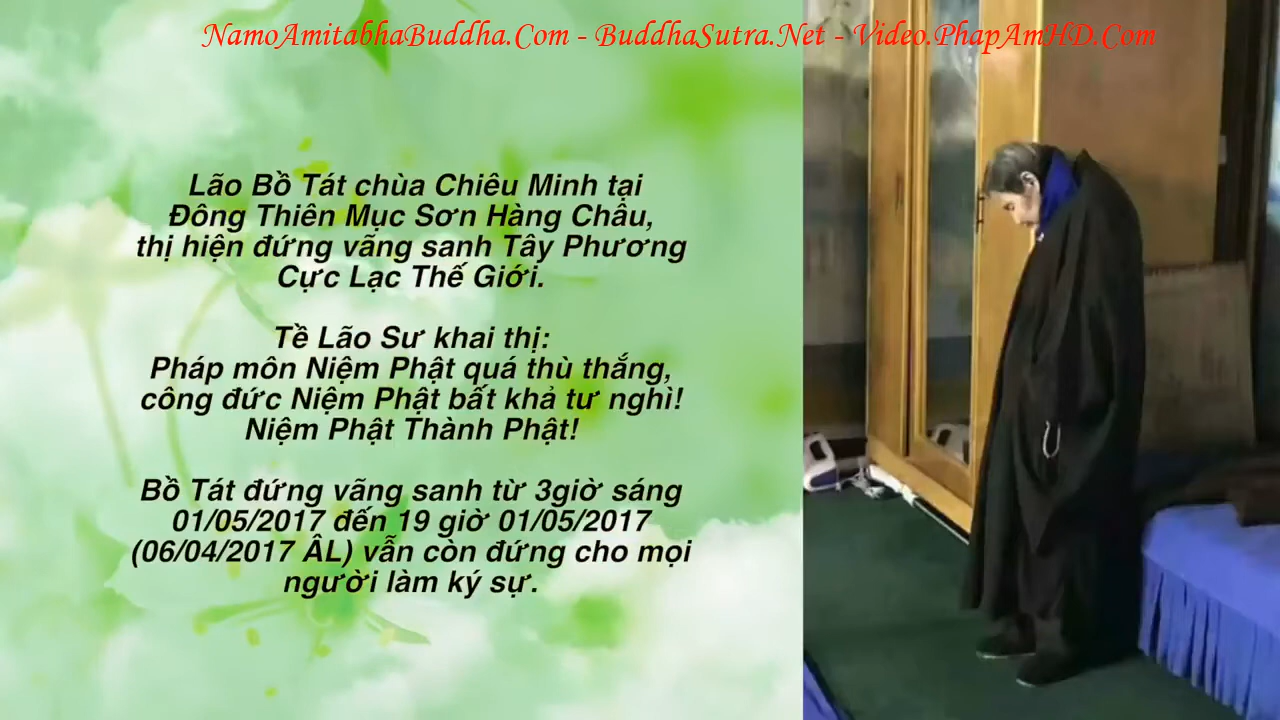 NamoAmitabhaBuddha.Com - BuddhaSutra.Net - Video.PhapAmHD.Com
Lão Bồ Tát chùa Chiêu Minh tại
Đông Thiên Mục Sơn Hàng Châu,
thị hiện đứng vãng sanh Tây Phương
Cực Lạc Thế Giới.
Tề Lão Sư khai thị:
Pháp môn Niệm Phật quá thù thắng,
công đức Niệm Phật bất khả tư nghì!
Niệm Phật Thành Phật!
Bồ Tát đứng vãng sanh từ 3giờ sáng
01/05/2017 đến 19 giờ 01/05/2017
(06/04/2017 ÂL) vẫn còn đứng cho mọi
người làm ký sự.